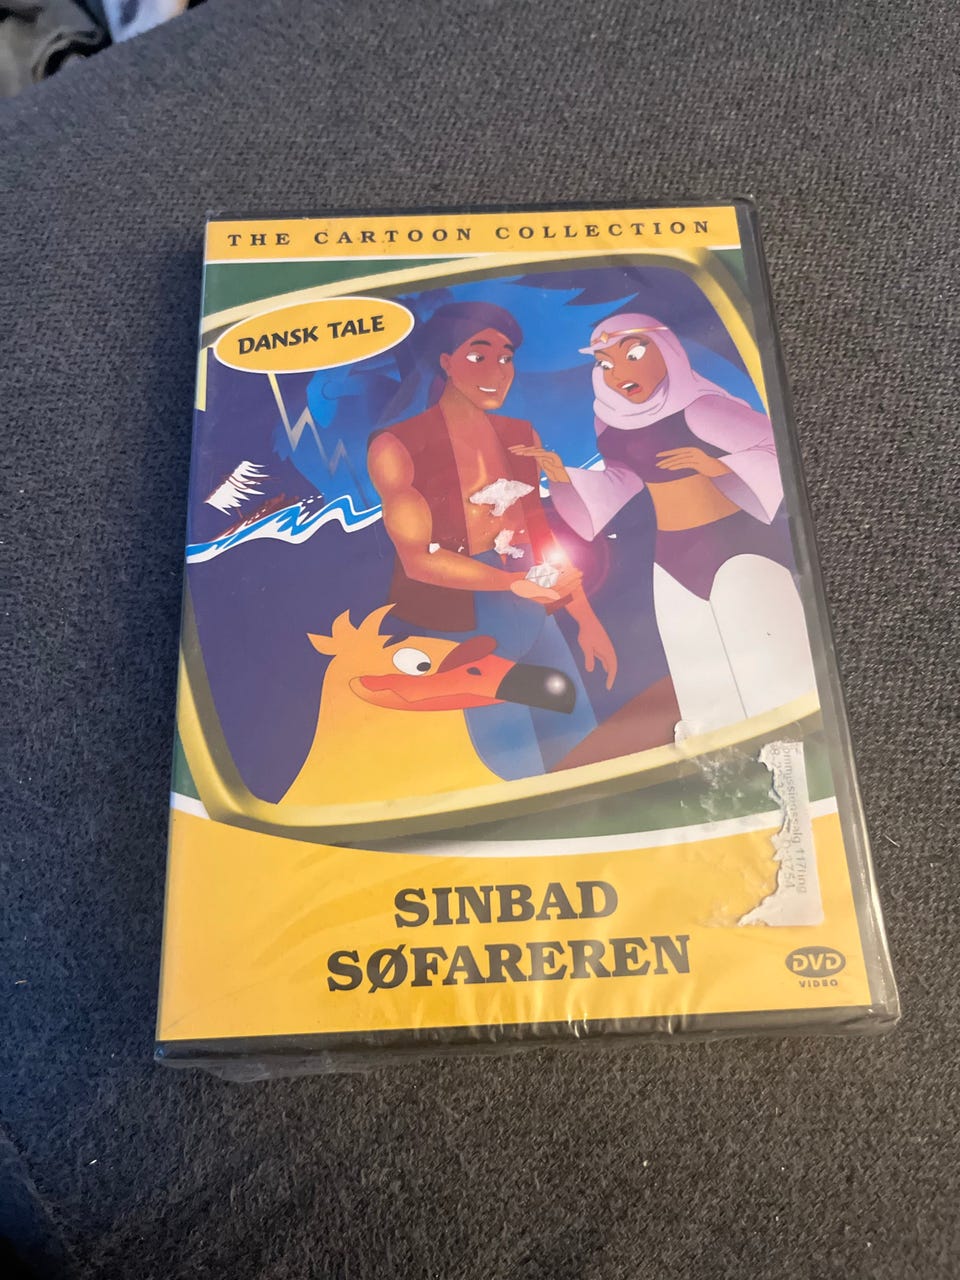 THE CARTOON COLLECTION
DANSK TALE
SINBAD
SØFAREREN
DVD
VIDEO